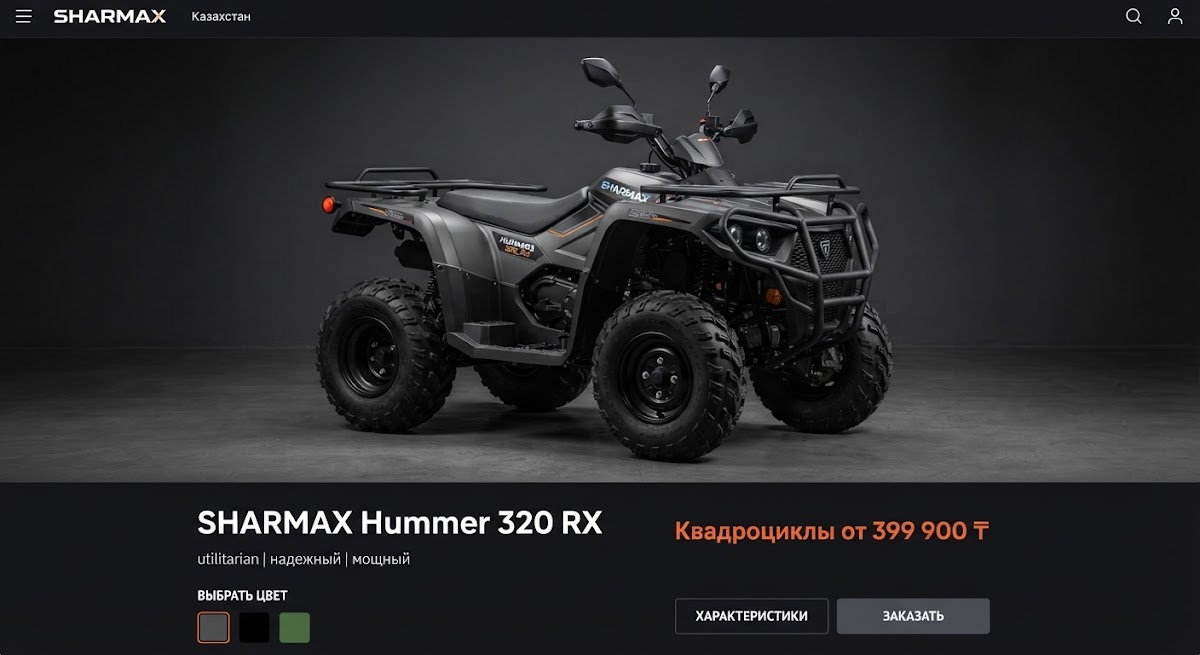 SHARMAX
Казахстан
SHARMAX
SHARMAX Hummer 320 RX
utilitarian | надежный | мощный
ВЫБРАТЬ ЦВЕТ
Квадроциклы от 399 900 ₸
ХАРАКТЕРИСТИКИ
ЗАКАЗАТЬ